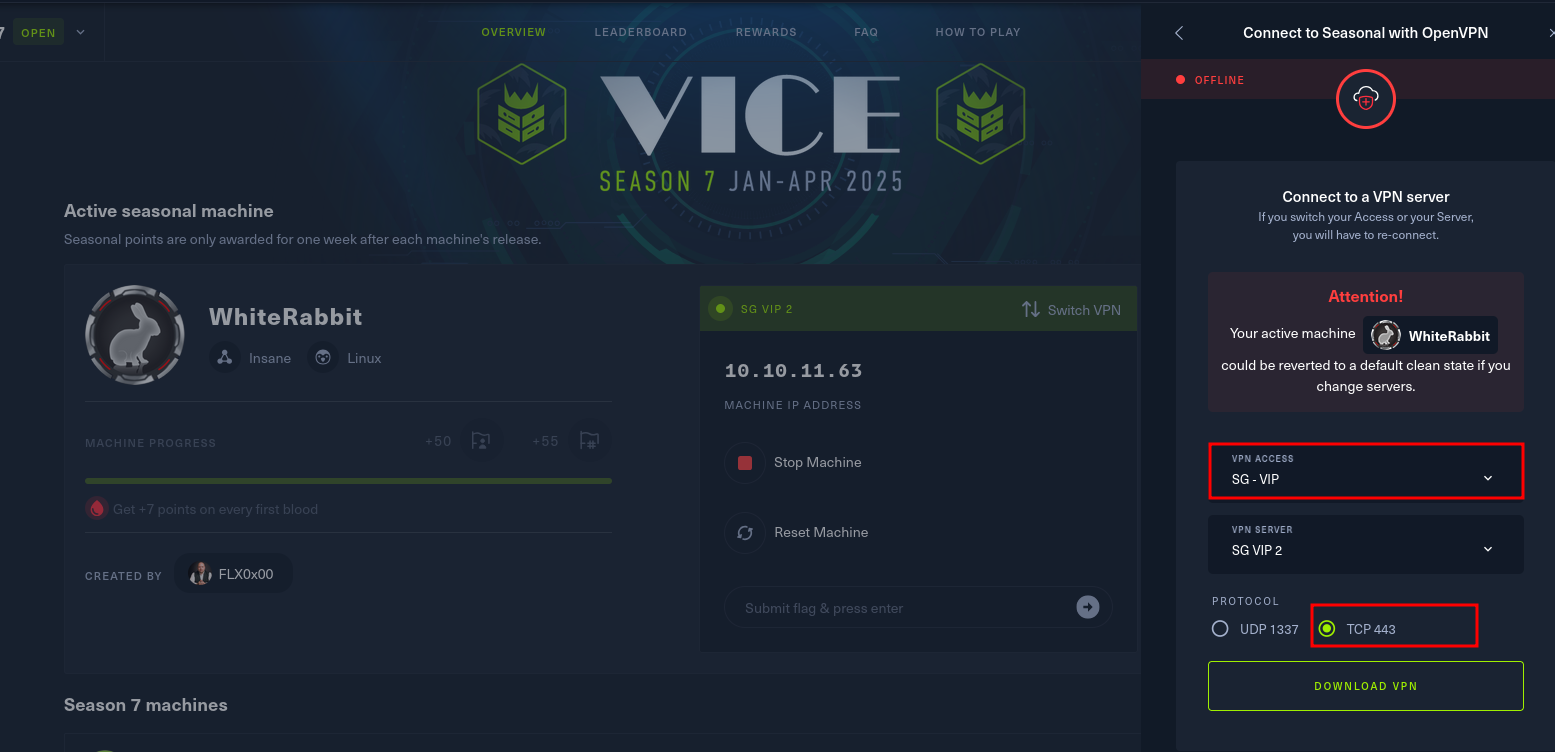 7 OPEN
OVERVIEW LEADERBOARD REWARDS FAQ HOW TO PLAY
VICE
SEASON 7 JAN-APR 2025
Active seasonal machine
Seasonal points are only awarded for one week after each machine's release.
WhiteRabbit
Insane Linux
MACHINE PROGRESS +50 +55
Get +7 points on every first blood
CREATED BY FLX0x00
SG VIP 2 Switch VPN
10.10.11.63
MACHINE IP ADDRESS
Stop Machine
Reset Machine
Submit flag & press enter
Season 7 machines
Connect to Seasonal with OpenVPN
OFFLINE
Connect to a VPN server
If you switch your Access or your Server,
you will have to re-connect.
Attention!
Your active machine WhiteRabbit
could be reverted to a default clean state if you
change servers.
VPN ACCESS
SG - VIP
VPN SERVER
SG VIP 2
PROTOCOL
UDP 1337 TCP 443
DOWNLOAD VPN